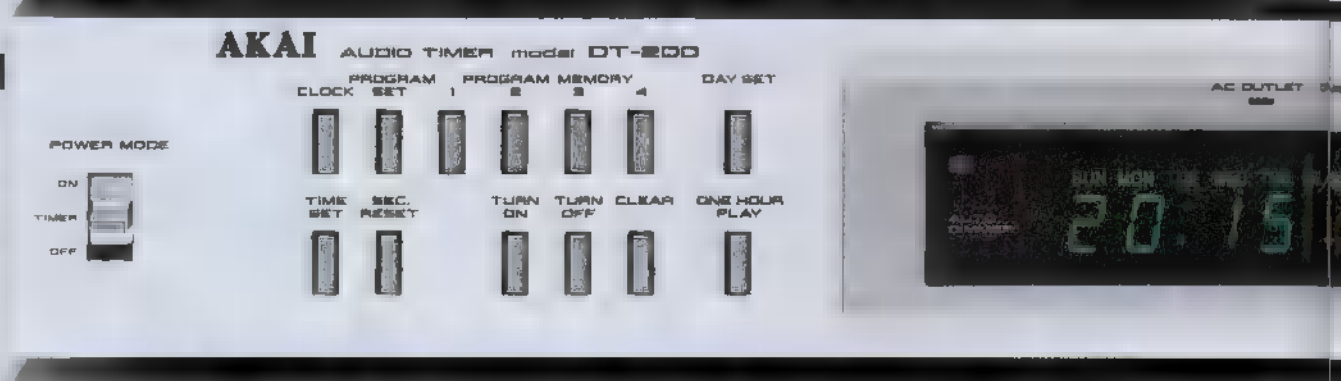 AKAI AUDIO TIMER model DT-200
PROGRAM PROGRAM MEMORY DAY SET
CLOCK SET 1 2 3 4
AC OUTLET
POWER MODE
ON
TIMER
OFF
TIME SEC. TURN TURN CLEAR ONE HOUR
SET RESET ON OFF PLAY
SUN MON
20 15